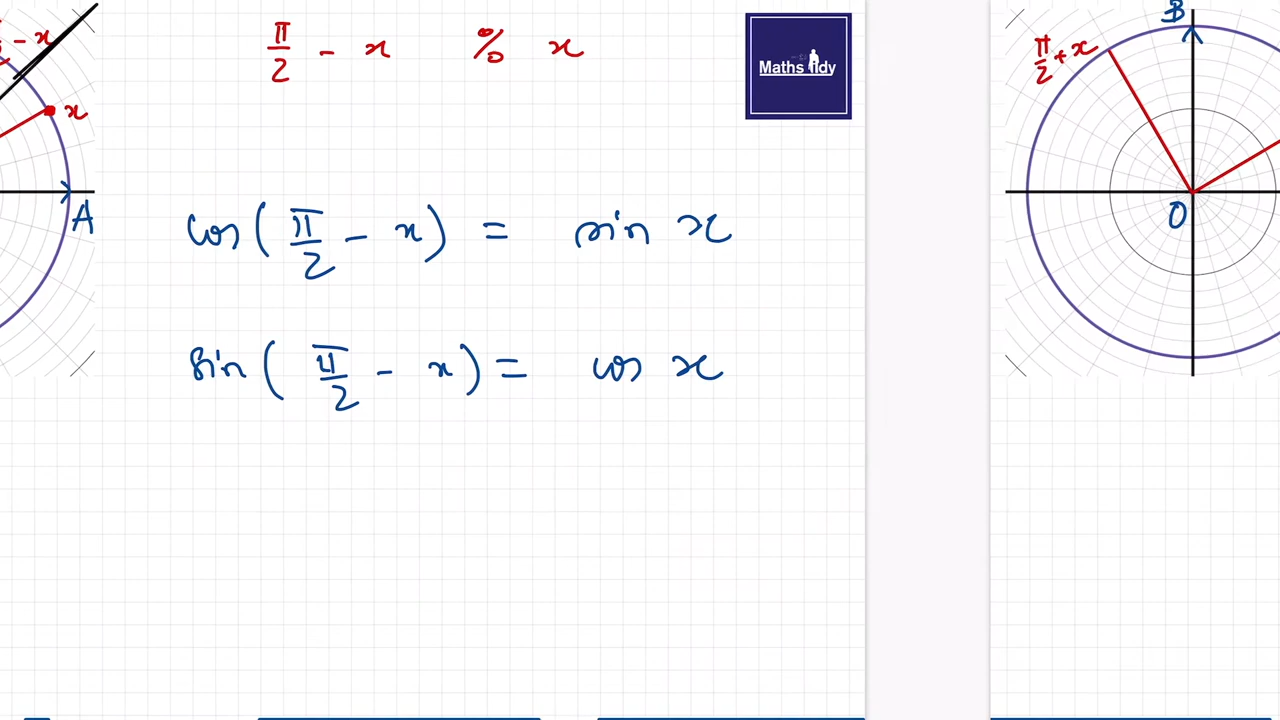 π/2 - x % x
Maths Tidy
x
A
cos(π/2 - x) = sin x
sin(π/2 - x) = cos x
B
π/2 + x
O